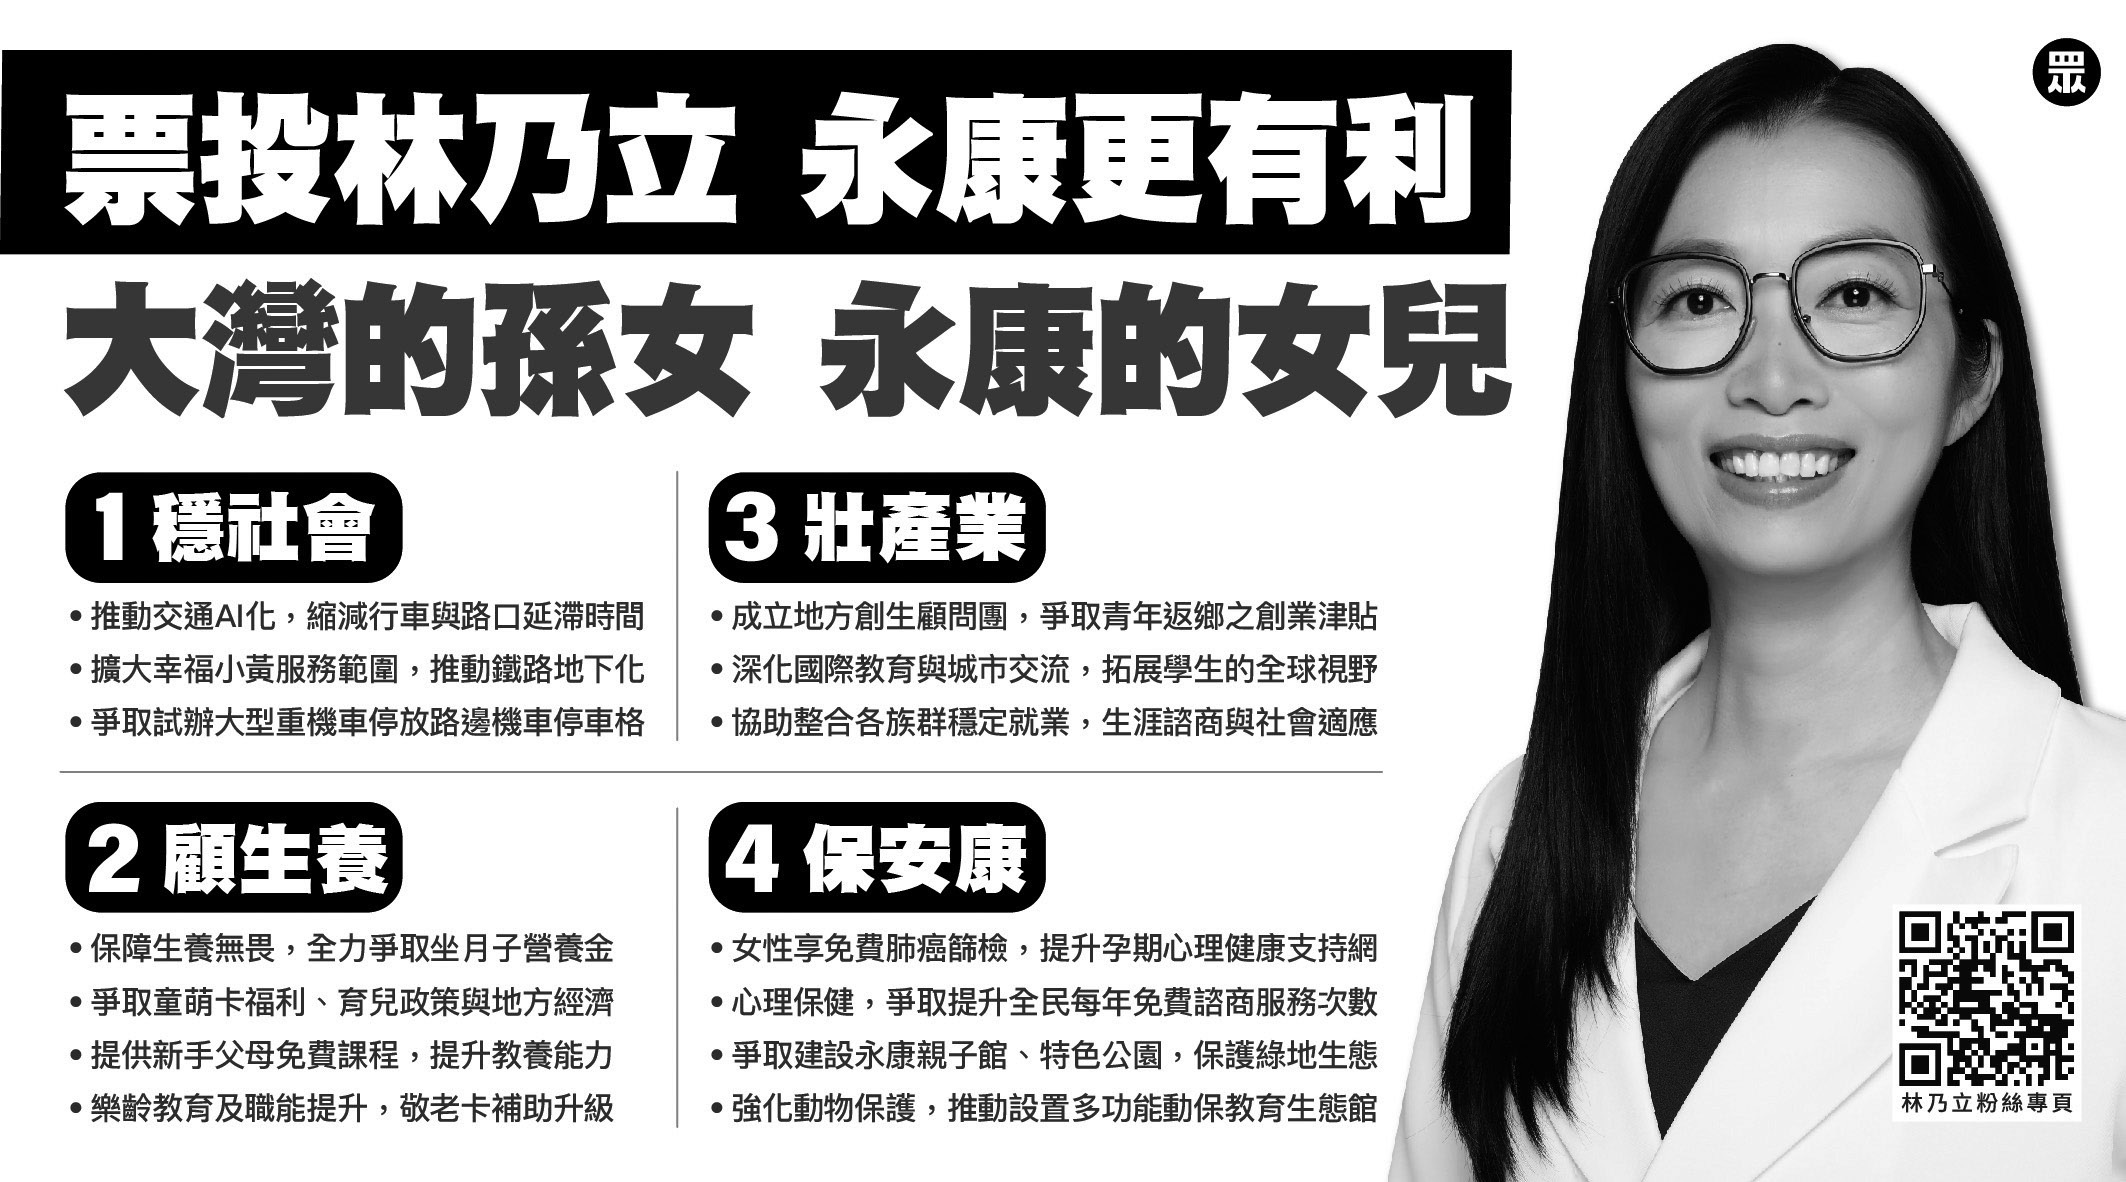 眾
票投林乃立 永康更有利
大灣的孫女 永康的女兒
1 穩社會
•推動交通AI化，縮減行車與路口延滯時間
•擴大幸福小黃服務範圍，推動鐵路地下化
•爭取試辦大型重機車停放路邊機車停車格
2 顧生養
•保障生養無畏，全力爭取坐月子營養金
•爭取童萌卡福利、育兒政策與地方經濟
•提供新手父母免費課程，提升教養能力
•樂齡教育及職能提升，敬老卡補助升級
3 壯產業
•成立地方創生顧問團，爭取青年返鄉之創業津貼
•深化國際教育與城市交流，拓展學生的全球視野
•協助整合各族群穩定就業，生涯諮商與社會適應
4 保安康
•女性享免費肺癌篩檢，提升孕期心理健康支持網
•心理保健，爭取提升全民每年免費諮商服務次數
•爭取建設永康親子館、特色公園，保護綠地生態
•強化動物保護，推動設置多功能動保教育生態館
林乃立粉絲專頁